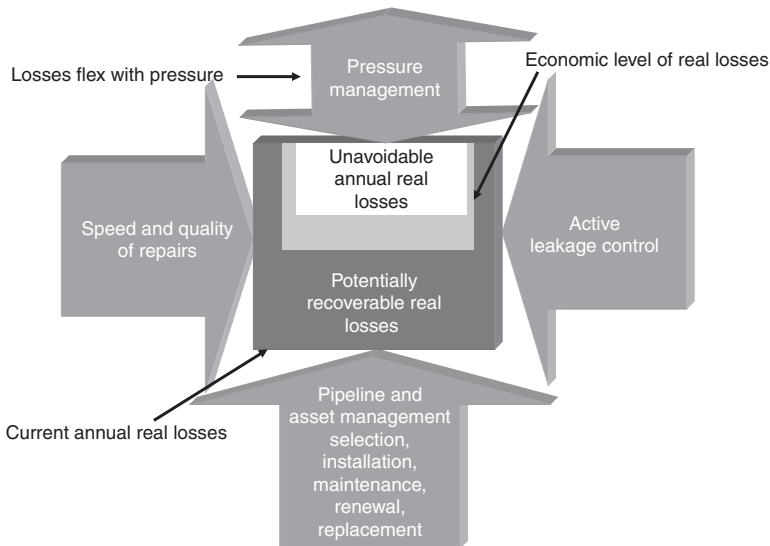 Losses flex with pressure
Pressure
management
Economic level of real losses
Unavoidable
annual real
losses
Speed and quality
of repairs
Active
leakage control
Potentially
recoverable real
losses
Current annual real losses
Pipeline and
asset management
selection,
installation,
maintenance,
renewal,
replacement